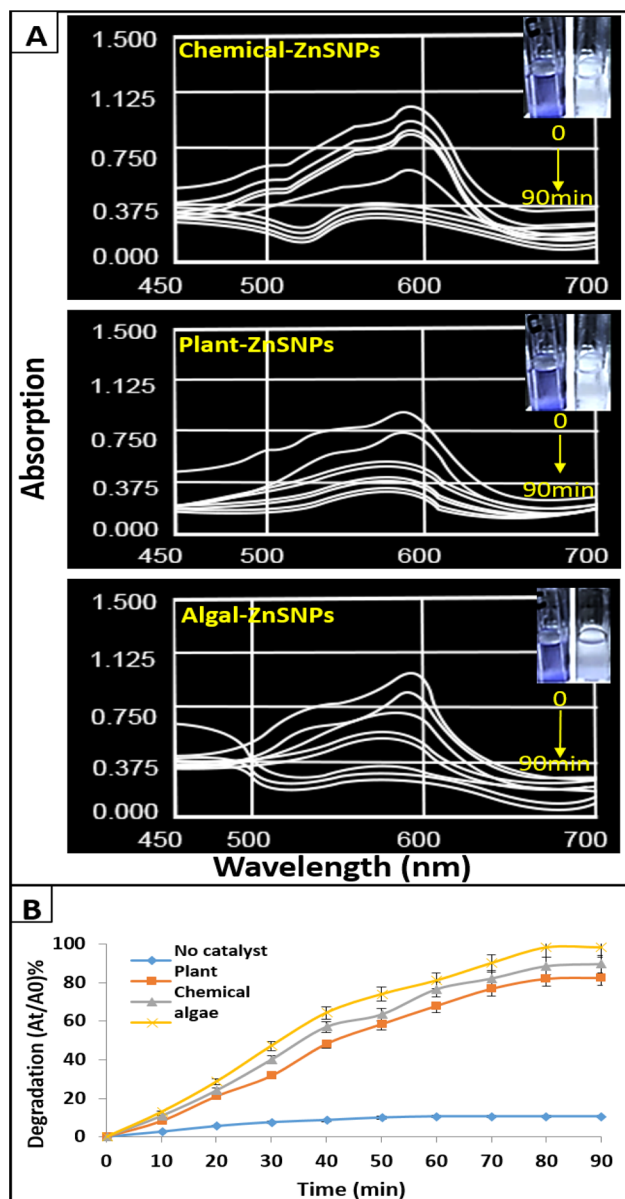 A
1.500
Chemical-ZnSNPs
1.125
0
0.750
90min
0.375
0.000
450 500 600 700
1.500
Plant-ZnSNPs
1.125
0
0.750
90min
0.375
0.000
450 500 600 700
1.500
Algal-ZnSNPs
1.125
0
0.750
90min
0.375
0.000
450 500 600 700
Absorption
Wavelength (nm)
B
No catalyst
Plant
Chemical
algae
Degradation (At/A0)%
100
80
60
40
20
0
0 10 20 30 40 50 60 70 80 90
Time (min)